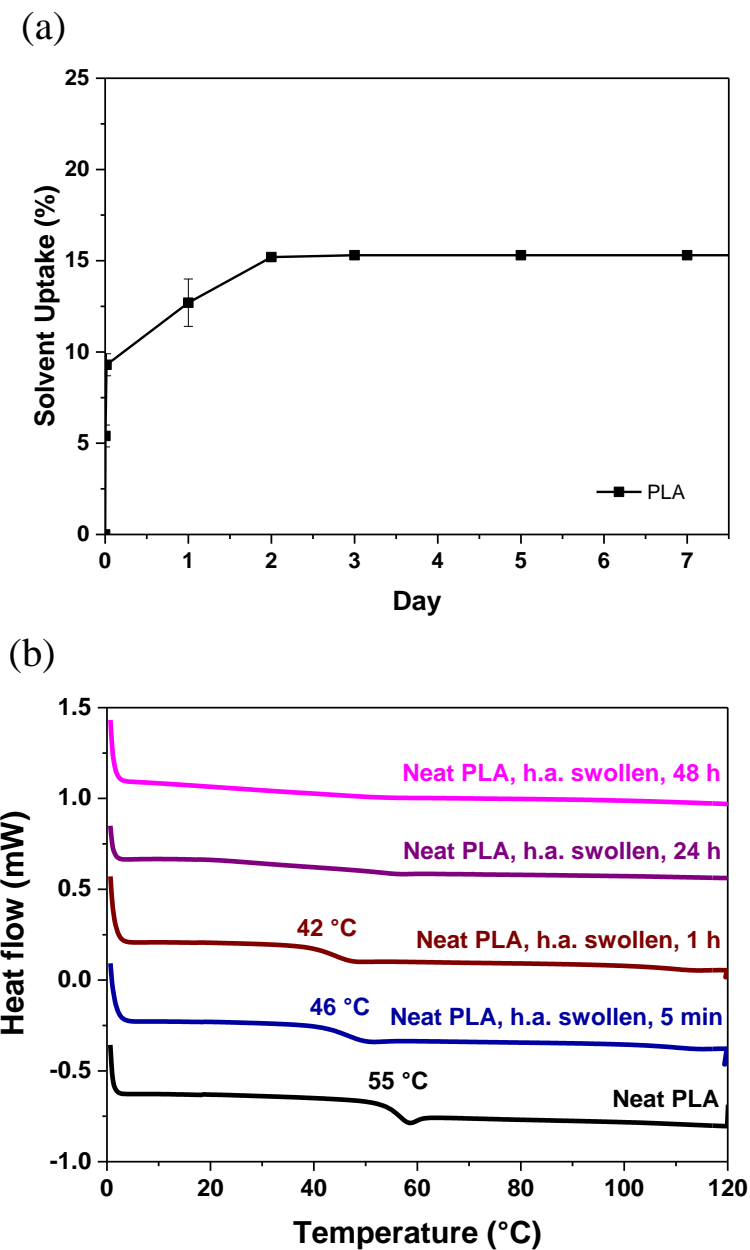 (a)
25
20
15
10
5
0
Solvent Uptake (%)
PLA
0 1 2 3 4 5 6 7
Day
(b)
1.5
1.0
0.5
0.0
-0.5
-1.0
Heat flow (mW)
Neat PLA, h.a. swollen, 48 h
Neat PLA, h.a. swollen, 24 h
42 °C
Neat PLA, h.a. swollen, 1 h
46 °C
Neat PLA, h.a. swollen, 5 min
55 °C
Neat PLA
0 20 40 60 80 100 120
Temperature (°C)